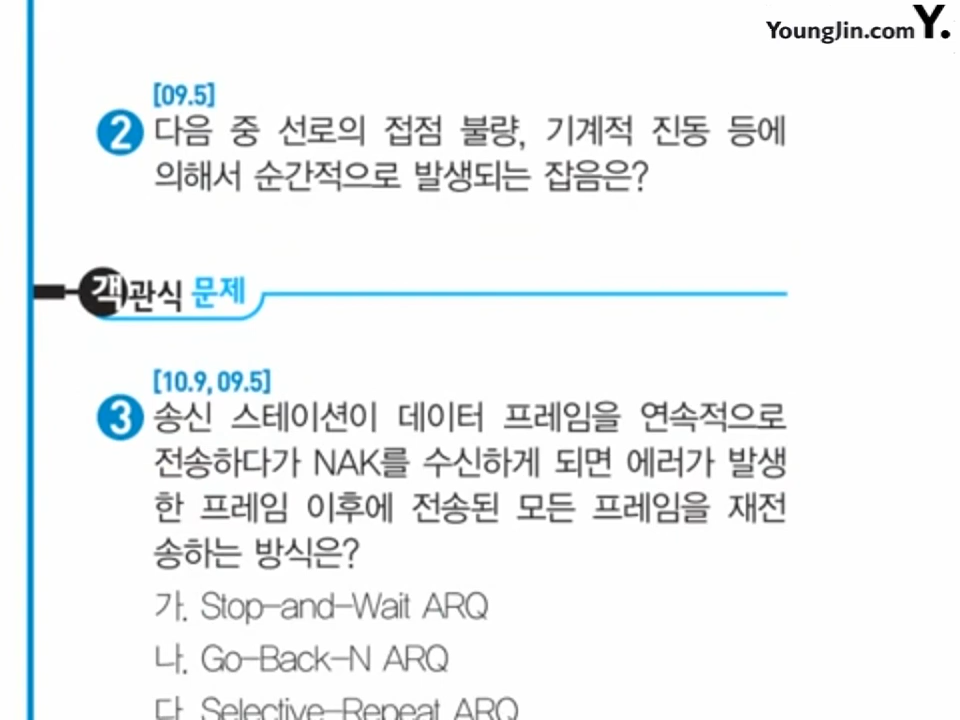 YoungJin.com Y.
[09.5]
2 다음 중 선로의 접점 불량, 기계적 진동 등에
의해서 순간적으로 발생되는 잡음은?
객관식 문제
[10.9, 09.5]
3 송신 스테이션이 데이터 프레임을 연속적으로
전송하다가 NAK를 수신하게 되면 에러가 발생
한 프레임 이후에 전송된 모든 프레임을 재전
송하는 방식은?
가. Stop-and-Wait ARQ
나. Go-Back-N ARQ
다. Selective-Repeat ARQ